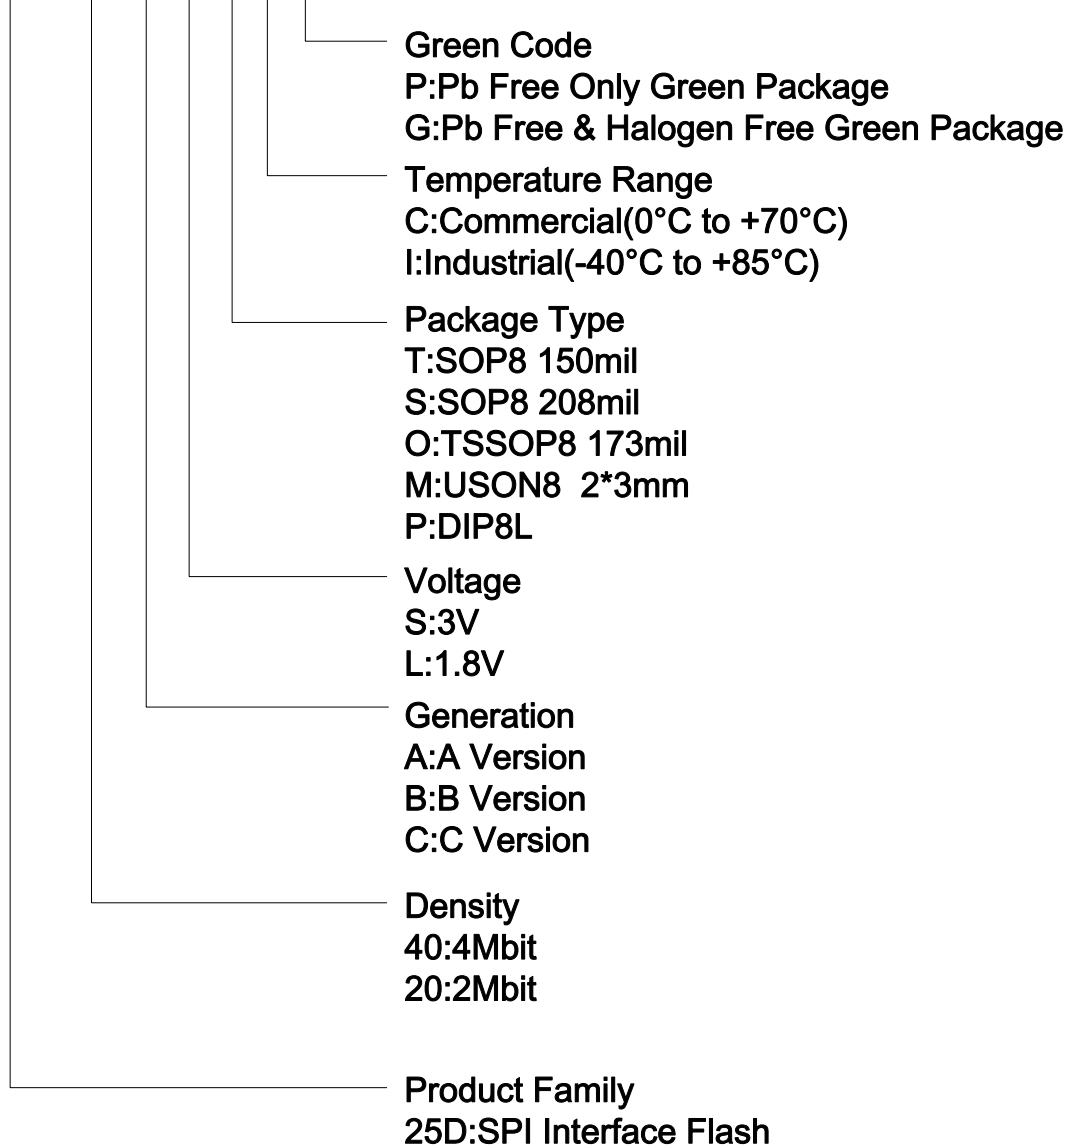 Green Code
P:Pb Free Only Green Package
G:Pb Free & Halogen Free Green Package
Temperature Range
C:Commercial(0°C to +70°C)
I:Industrial(-40°C to +85°C)
Package Type
T:SOP8 150mil
S:SOP8 208mil
O:TSSOP8 173mil
M:USON8  2*3mm
P:DIP8L
Voltage
S:3V
L:1.8V
Generation
A:A Version
B:B Version
C:C Version
Density
40:4Mbit
20:2Mbit
Product Family
25D:SPI Interface Flash